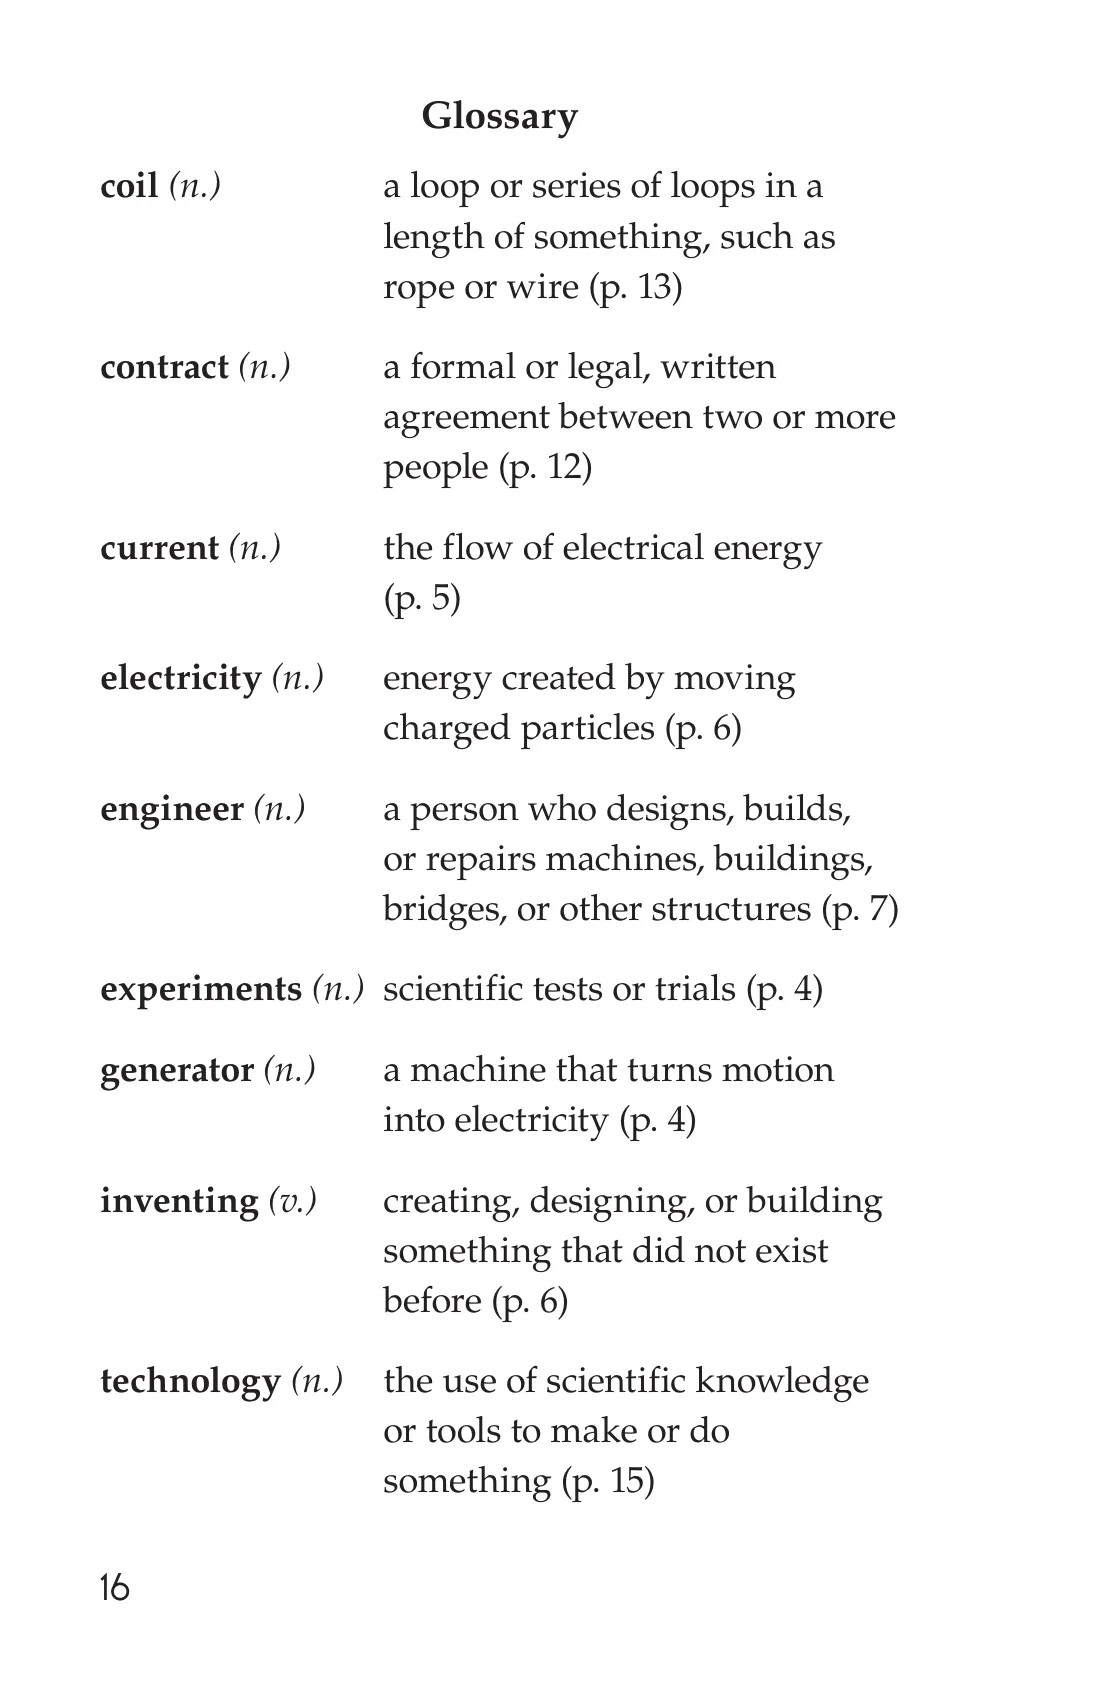 Glossary
coil (n.) a loop or series of loops in a
length of something, such as
rope or wire (p. 13)
contract (n.) a formal or legal, written
agreement between two or more
people (p. 12)
current (n.) the flow of electrical energy
(p. 5)
electricity (n.) energy created by moving
charged particles (p. 6)
engineer (n.) a person who designs, builds,
or repairs machines, buildings,
bridges, or other structures (p. 7)
experiments (n.) scientific tests or trials (p. 4)
generator (n.) a machine that turns motion
into electricity (p. 4)
inventing (v.) creating, designing, or building
something that did not exist
before (p. 6)
technology (n.) the use of scientific knowledge
or tools to make or do
something (p. 15)
16